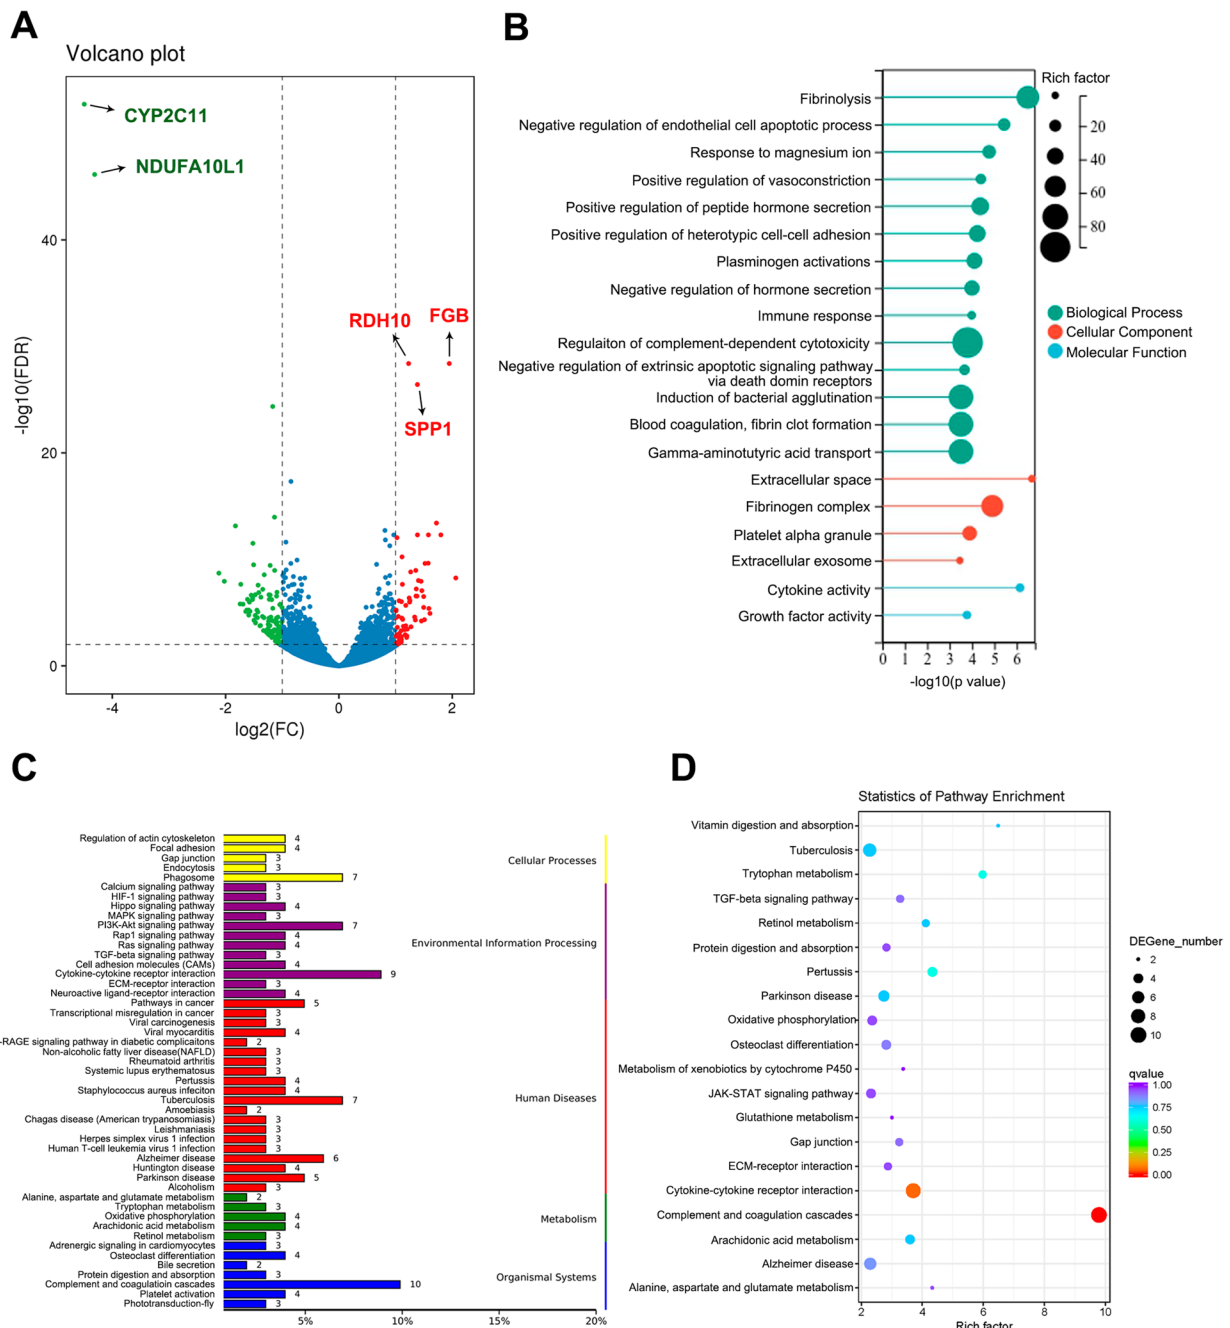 A
Volcano plot
CYP2C11
NDUFA10L1
RDH10
FGB
SPP1
40
20
0
-log10(FDR)
-4
-2
0
2
log2(FC)
B
Fibrinolysis
Negative regulation of endothelial cell apoptotic process
Response to magnesium ion
Positive regulation of vasoconstriction
Positive regulation of peptide hormone secretion
Positive regulation of heterotypic cell-cell adhesion
Plasminogen activations
Negative regulation of hormone secretion
Immune response
Regulaiton of complement-dependent cytotoxicity
Negative regulation of extrinsic apoptotic signaling pathway
via death domin receptors
Induction of bacterial agglutination
Blood coagulation, fibrin clot formation
Gamma-aminotutyric acid transport
Extracellular space
Fibrinogen complex
Platelet alpha granule
Extracellular exosome
Cytokine activity
Growth factor activity
0 1 2 3 4 5 6
-log10(p value)
Rich factor
20
40
60
80
Biological Process
Cellular Component
Molecular Function
C
Regulation of actin cytoskeleton 4
Focal adhesion 4
Gap junction 3
Endocytosis 3
Phagosome 7
Calcium signaling pathway 3
HIF-1 signaling pathway 3
Hippo signaling pathway 4
MAPK signaling pathway 3
PI3K-Akt signaling pathway 7
Rap1 signaling pathway 4
Ras signaling pathway 4
TGF-beta signaling pathway 3
Cell adhesion molecules (CAMs) 4
Cytokine-cytokine receptor interaction 9
ECM-receptor interaction 3
Neuroactive ligand-receptor interaction 4
Pathways in cancer 5
Transcriptional misregulation in cancer 3
Viral carcinogenesis 3
Viral myocarditis 4
-RAGE signaling pathway in diabetic complicaitons 2
Non-alcoholic fatty liver disease(NAFLD) 3
Rheumatoid arthritis 3
Systemic lupus erythematosus 3
Pertussis 4
Staphylococcus aureus infeciton 4
Tuberculosis 7
Amoebiasis 2
Chagas disease (American trypanosomiasis) 3
Leishmaniasis 3
Herpes simplex virus 1 infection 3
Human T-cell leukemia virus 1 infection 3
Alzheimer disease 6
Huntington disease 4
Parkinson disease 5
Alcoholism 3
Alanine, aspartate and glutamate metabolism 2
Tryptophan metabolism 3
Oxidative phosphorylation 4
Arachidonic acid metabolism 4
Retinol metabolism 3
Adrenergic signaling in cardiomyocytes 3
Osteoclast differentiation 4
Bile secretion 2
Protein digestion and absorption 3
Complement and coagulatioin cascades 10
Platelet activation 4
Phototransduction-fly 3
Cellular Processes
Environmental Information Processing
Human Diseases
Metabolism
Organismal Systems
5% 10% 15% 20%
D
Statistics of Pathway Enrichment
Vitamin digestion and absorption
Tuberculosis
Trytophan metabolism
TGF-beta signaling pathway
Retinol metabolism
Protein digestion and absorption
Pertussis
Parkinson disease
Oxidative phosphorylation
Osteoclast differentiation
Metabolism of xenobiotics by cytochrome P450
JAK-STAT signaling pathway
Glutathione metabolism
Gap junction
ECM-receptor interaction
Cytokine-cytokine receptor interaction
Complement and coagulation cascades
Arachidonic acid metabolism
Alzheimer disease
Alanine, aspartate and glutamate metabolism
2 4 6 8 10
Rich factor
DEGene_number
2
4
6
8
10
qvalue
1.00
0.75
0.50
0.25
0.00